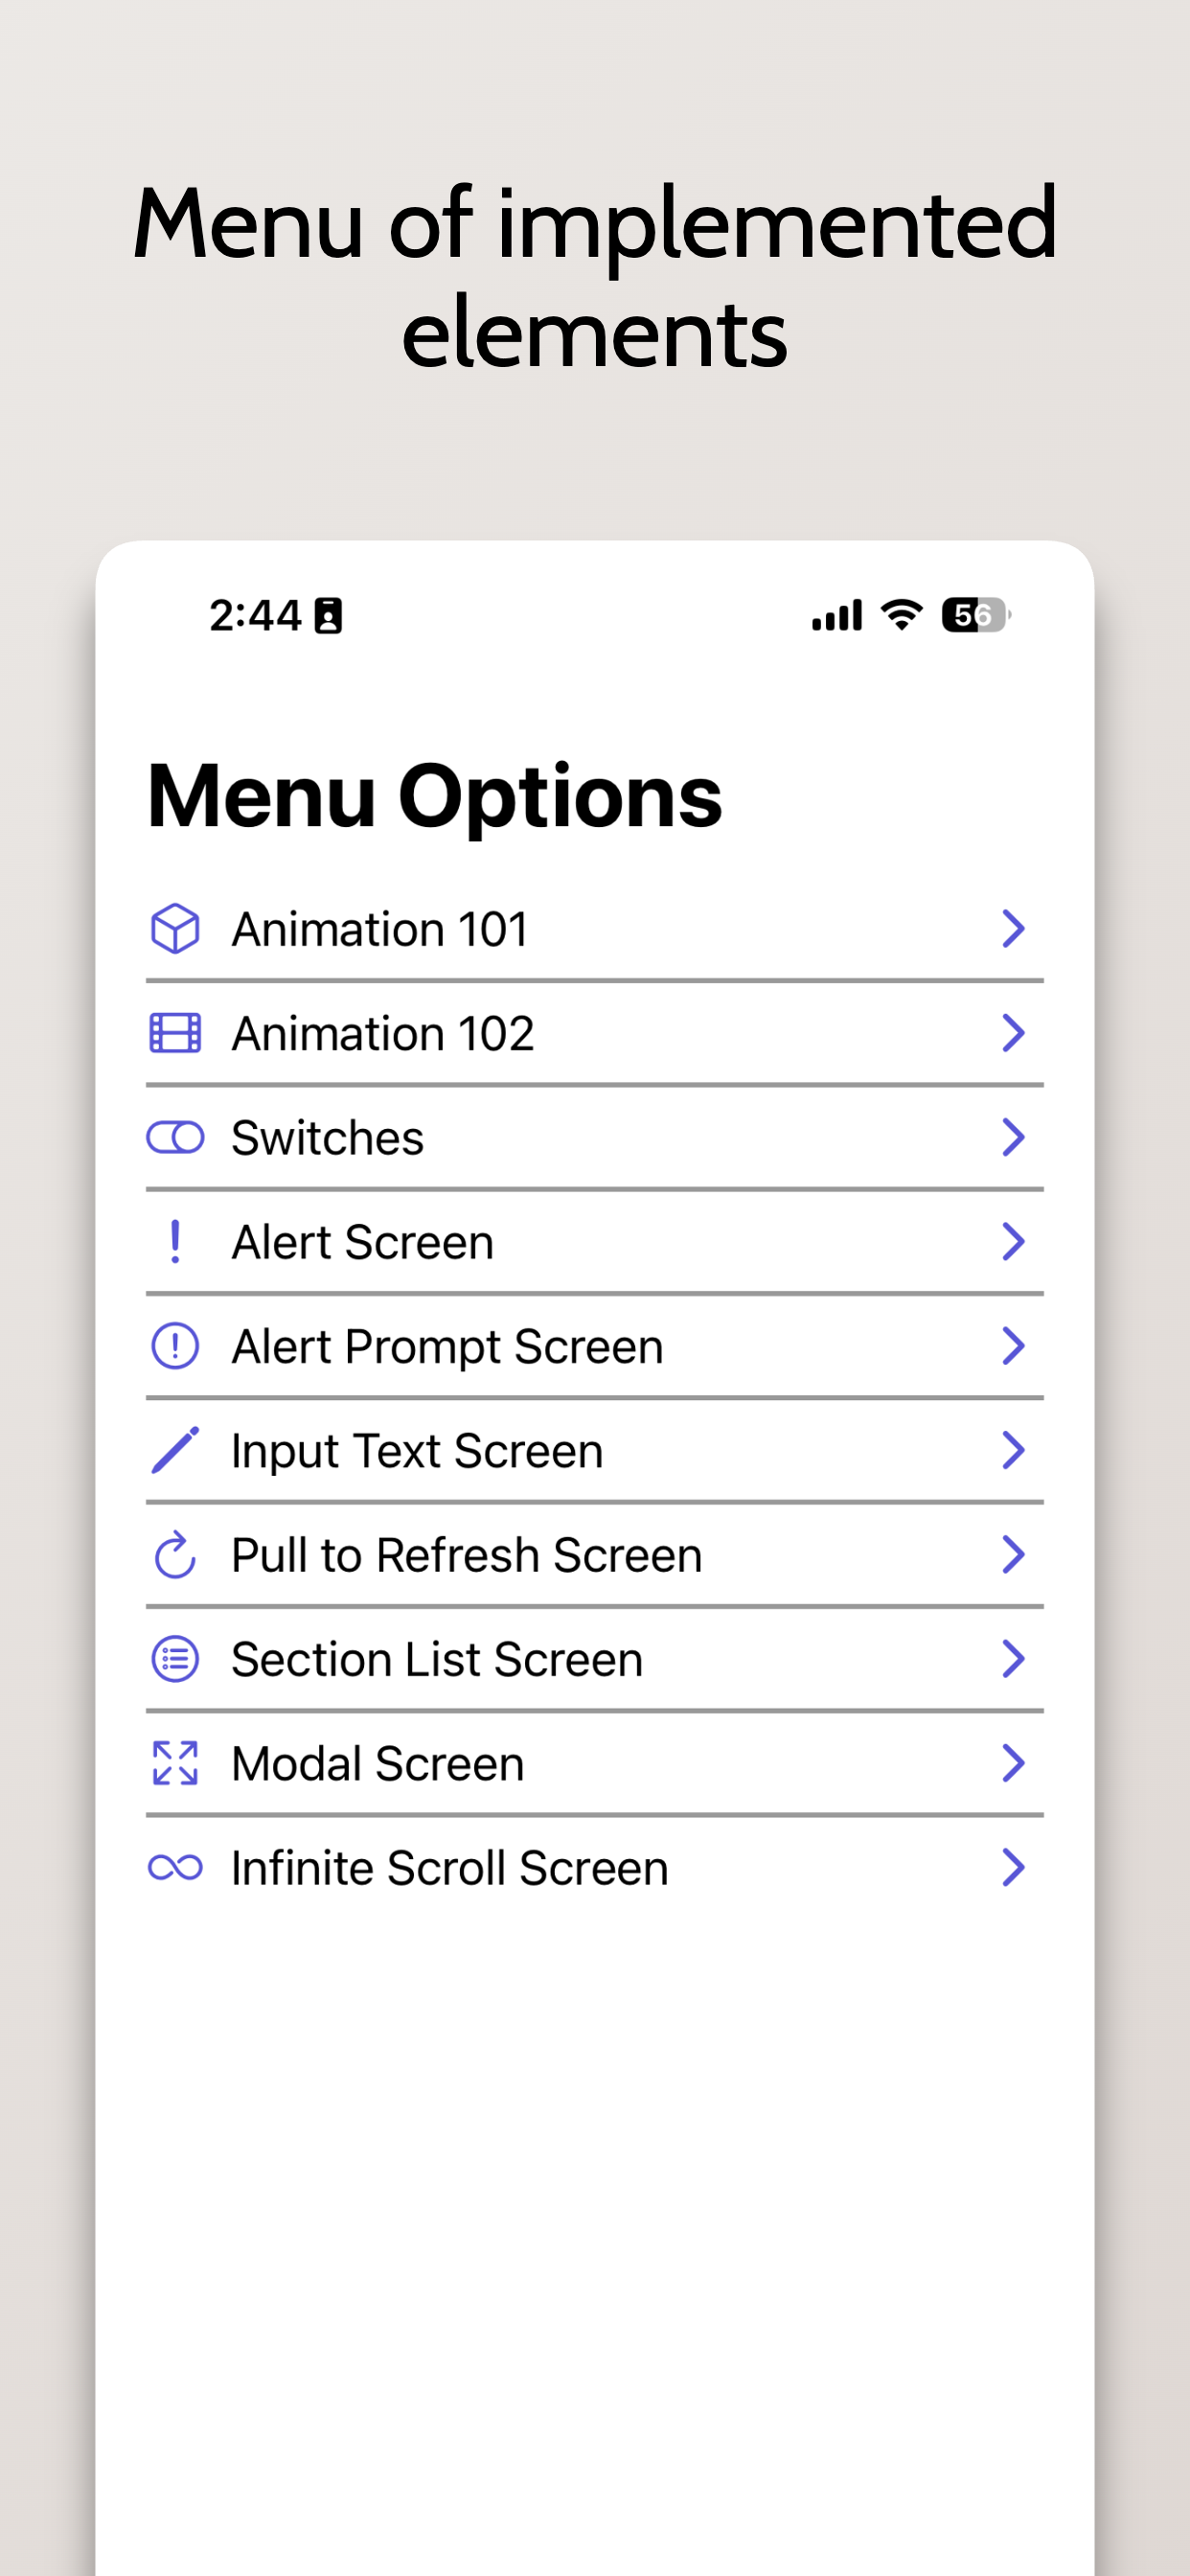 Menu of implemented
elements
2:44
56
Menu Options
Animation 101
Animation 102
Switches
Alert Screen
Alert Prompt Screen
Input Text Screen
Pull to Refresh Screen
Section List Screen
Modal Screen
Infinite Scroll Screen